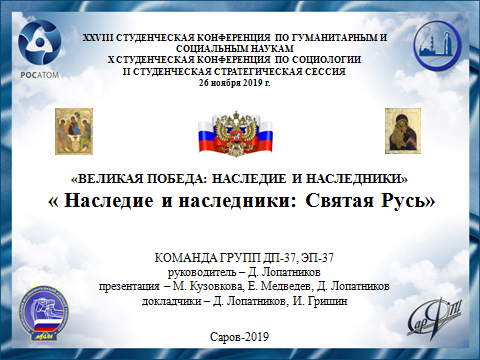 XXVIII СТУДЕНЧЕСКАЯ КОНФЕРЕНЦИЯ ПО ГУМАНИТАРНЫМ И
СОЦИАЛЬНЫМ НАУКАМ
X СТУДЕНЧЕСКАЯ КОНФЕРЕНЦИЯ ПО СОЦИОЛОГИИ
II СТУДЕНЧЕСКАЯ СТРАТЕГИЧЕСКАЯ СЕССИЯ
26 ноября 2019 г.
РОСАТОМ
«ВЕЛИКАЯ ПОБЕДА: НАСЛЕДИЕ И НАСЛЕДНИКИ»
« Наследие и наследники: Святая Русь»
КОМАНДА ГРУПП ДП-37, ЭП-37
руководитель – Д. Лопатников
презентация – М. Кузовкова, Е. Медведев, Д. Лопатников
докладчики – Д. Лопатников, И. Гришин
СарФТИ
Саров-2019